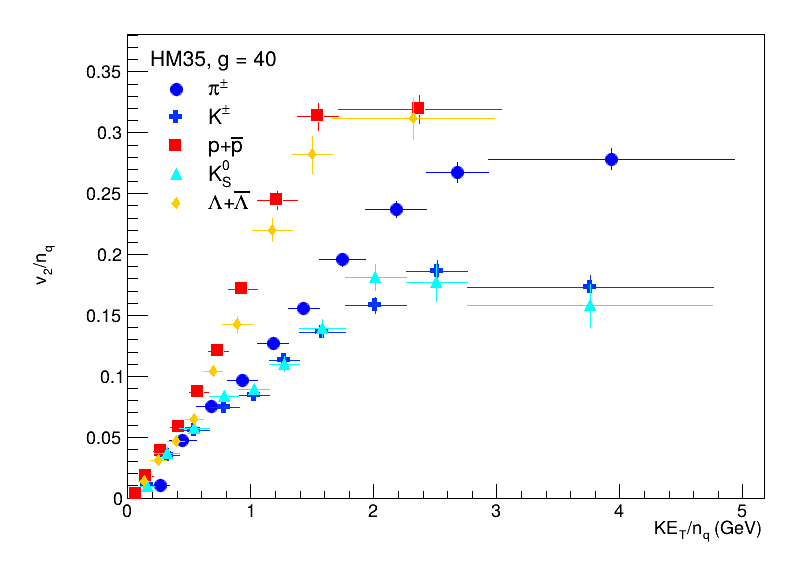 HM35, g = 40
π±
K±
p+p̅
K⁰_S
Λ+Λ̅
v₂/n_q
0.35
0.3
0.25
0.2
0.15
0.1
0.05
0
0 1 2 3 4 5
KE_T/n_q (GeV)